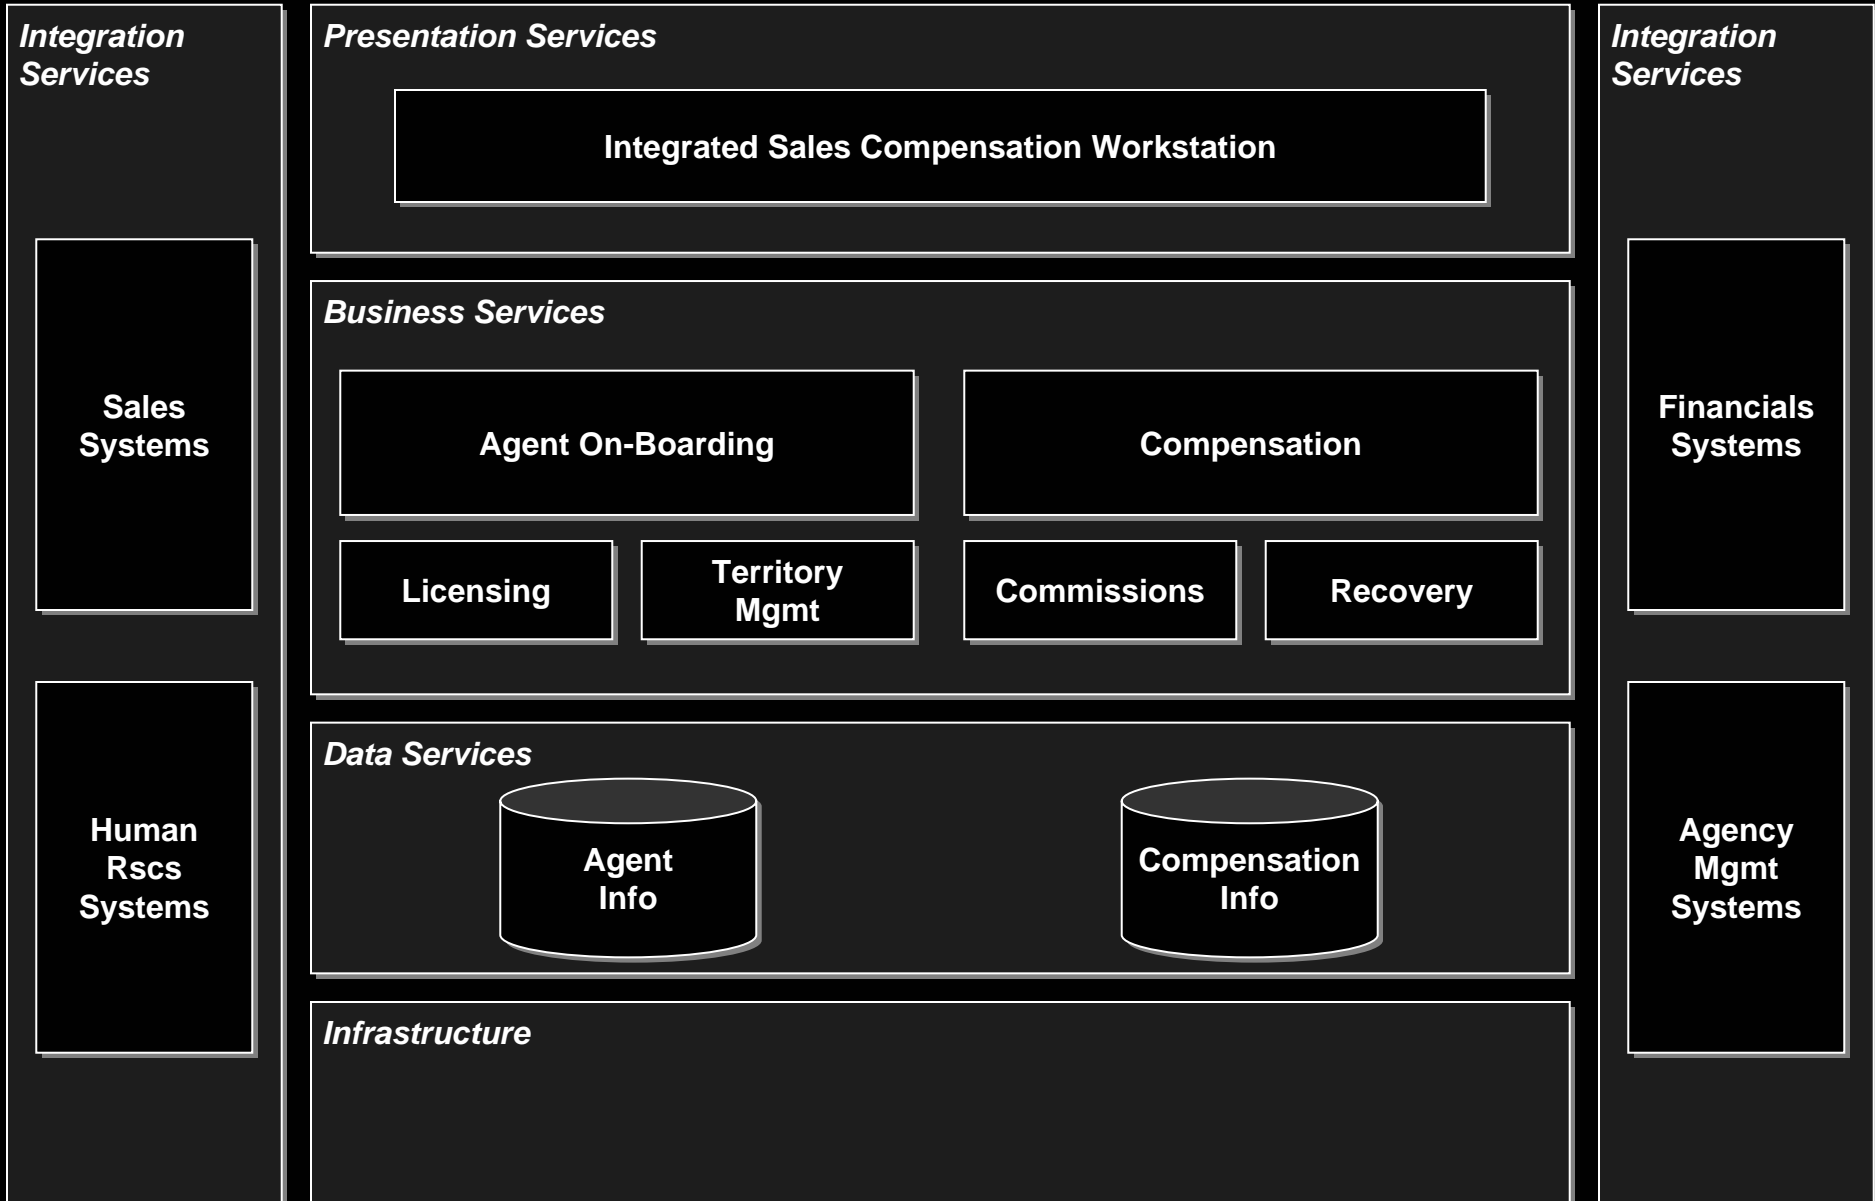 Integration
Services
Sales
Systems
Human
Rscs
Systems
Presentation Services
Integrated Sales Compensation Workstation
Business Services
Agent On-Boarding
Compensation
Licensing
Territory
Mgmt
Commissions
Recovery
Data Services
Agent
Info
Compensation
Info
Infrastructure
Integration
Services
Financials
Systems
Agency
Mgmt
Systems